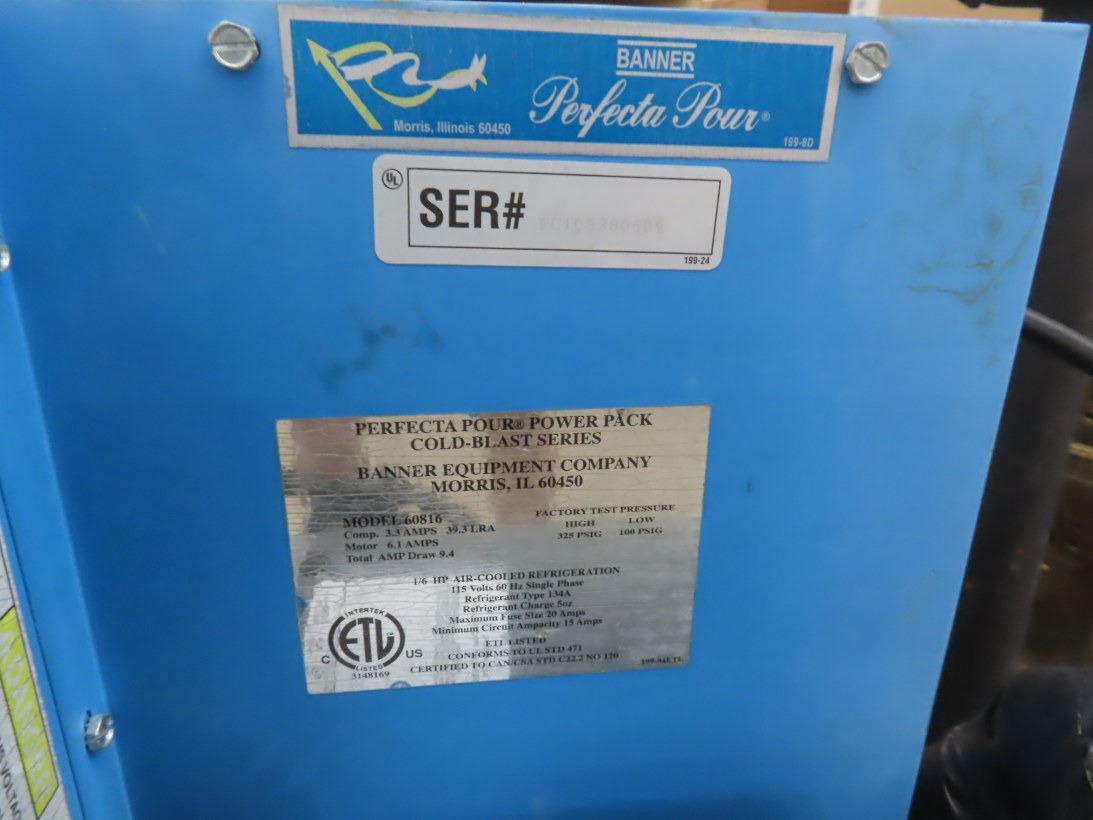 BANNER
Perfecta Pour®
Morris, Illinois 60450
199-8D
UL
SER#
199-24
PERFECTA POUR® POWER PACK
COLD-BLAST SERIES
BANNER EQUIPMENT COMPANY
MORRIS, IL 60450
MODEL 60816
Comp. 3.3 AMPS 39.3 LRA
Motor 6.1 AMPS
Total AMP Draw 9.4
FACTORY TEST PRESSURE
HIGH LOW
325 PSIG 100 PSIG
1/6 HP AIR-COOLED REFRIGERATION
115 Volts 60 Hz Single Phase
Refrigerant Type 134A
Refrigerant Charge 5oz
Maximum Fuse Size 20 Amps
Minimum Circuit Ampacity 15 Amps
ETL LISTED
CONFORMS TO UL STD 471
CERTIFIED TO CAN/CSA STD C22.2 NO 120
INTERTEK
C ETL US
LISTED
3148169
199-94ETL
DANGER